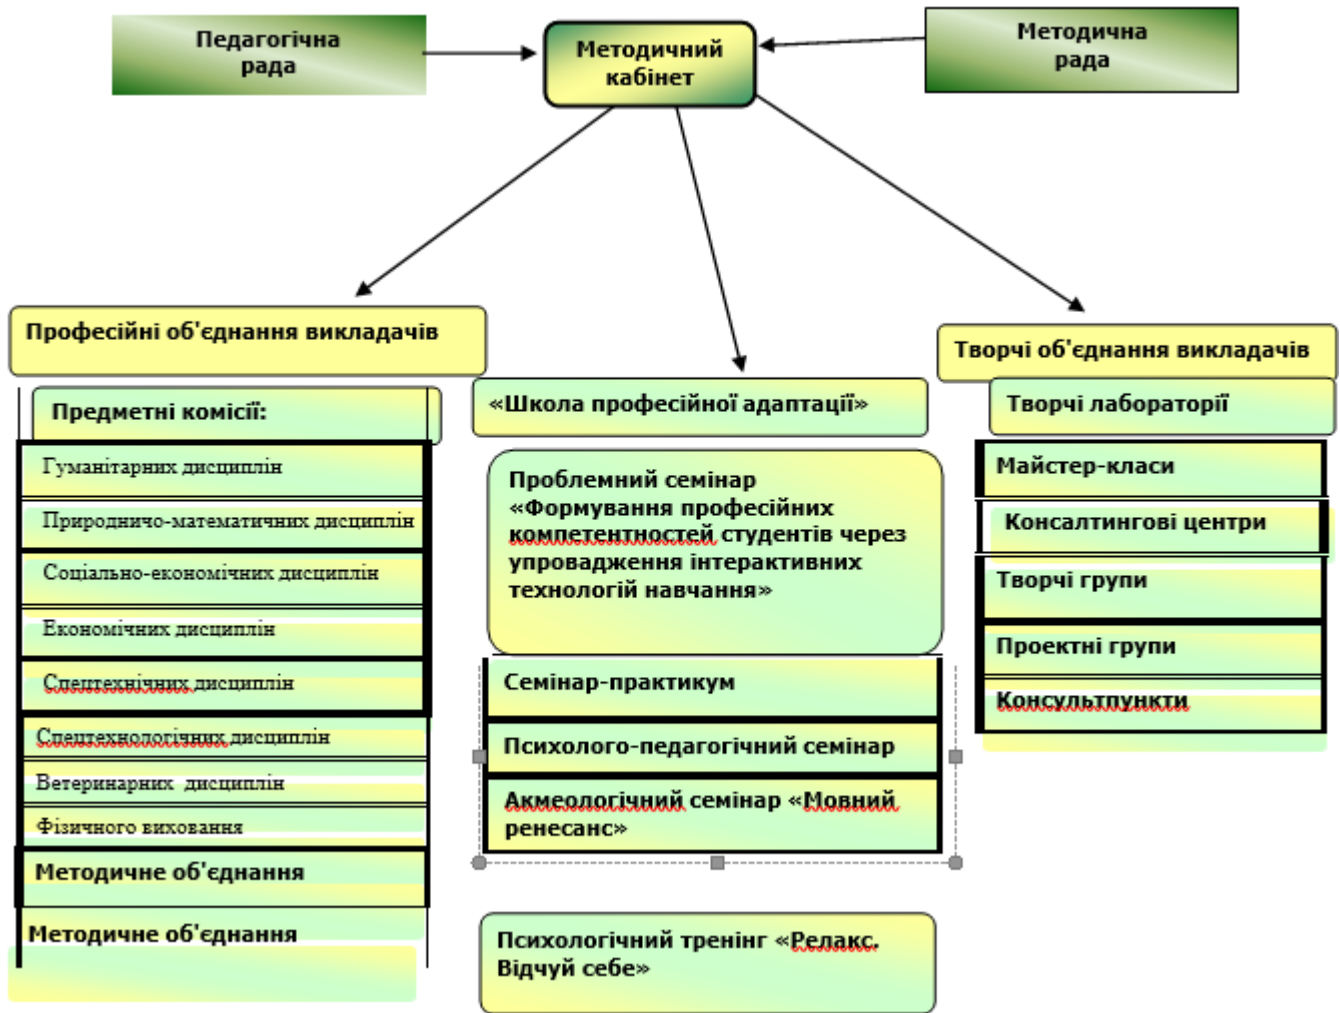 Педагогічна
рада
Методичний
кабінет
Методична
рада
Професійні об'єднання викладачів
Предметні комісії:
Гуманітарних дисциплін
Природничо-математичних дисциплін
Соціально-економічних дисциплін
Економічних дисциплін
Спецтехнічних дисциплін
Спецтехнологічних дисциплін
Ветеринарних дисциплін
Фізичного виховання
Методичне об'єднання
Методичне об'єднання
«Школа професійної адаптації»
Проблемний семінар
«Формування професійних
компетентностей студентів через
упровадження інтерактивних
технологій навчання»
Семінар-практикум
Психолого-педагогічний семінар
Акмеологічний семінар «Мовний
ренесанс»
Психологічний тренінг «Релакс.
Відчуй себе»
Творчі об'єднання викладачів
Творчі лабораторії
Майстер-класи
Консалтингові центри
Творчі групи
Проектні групи
Консультпункти